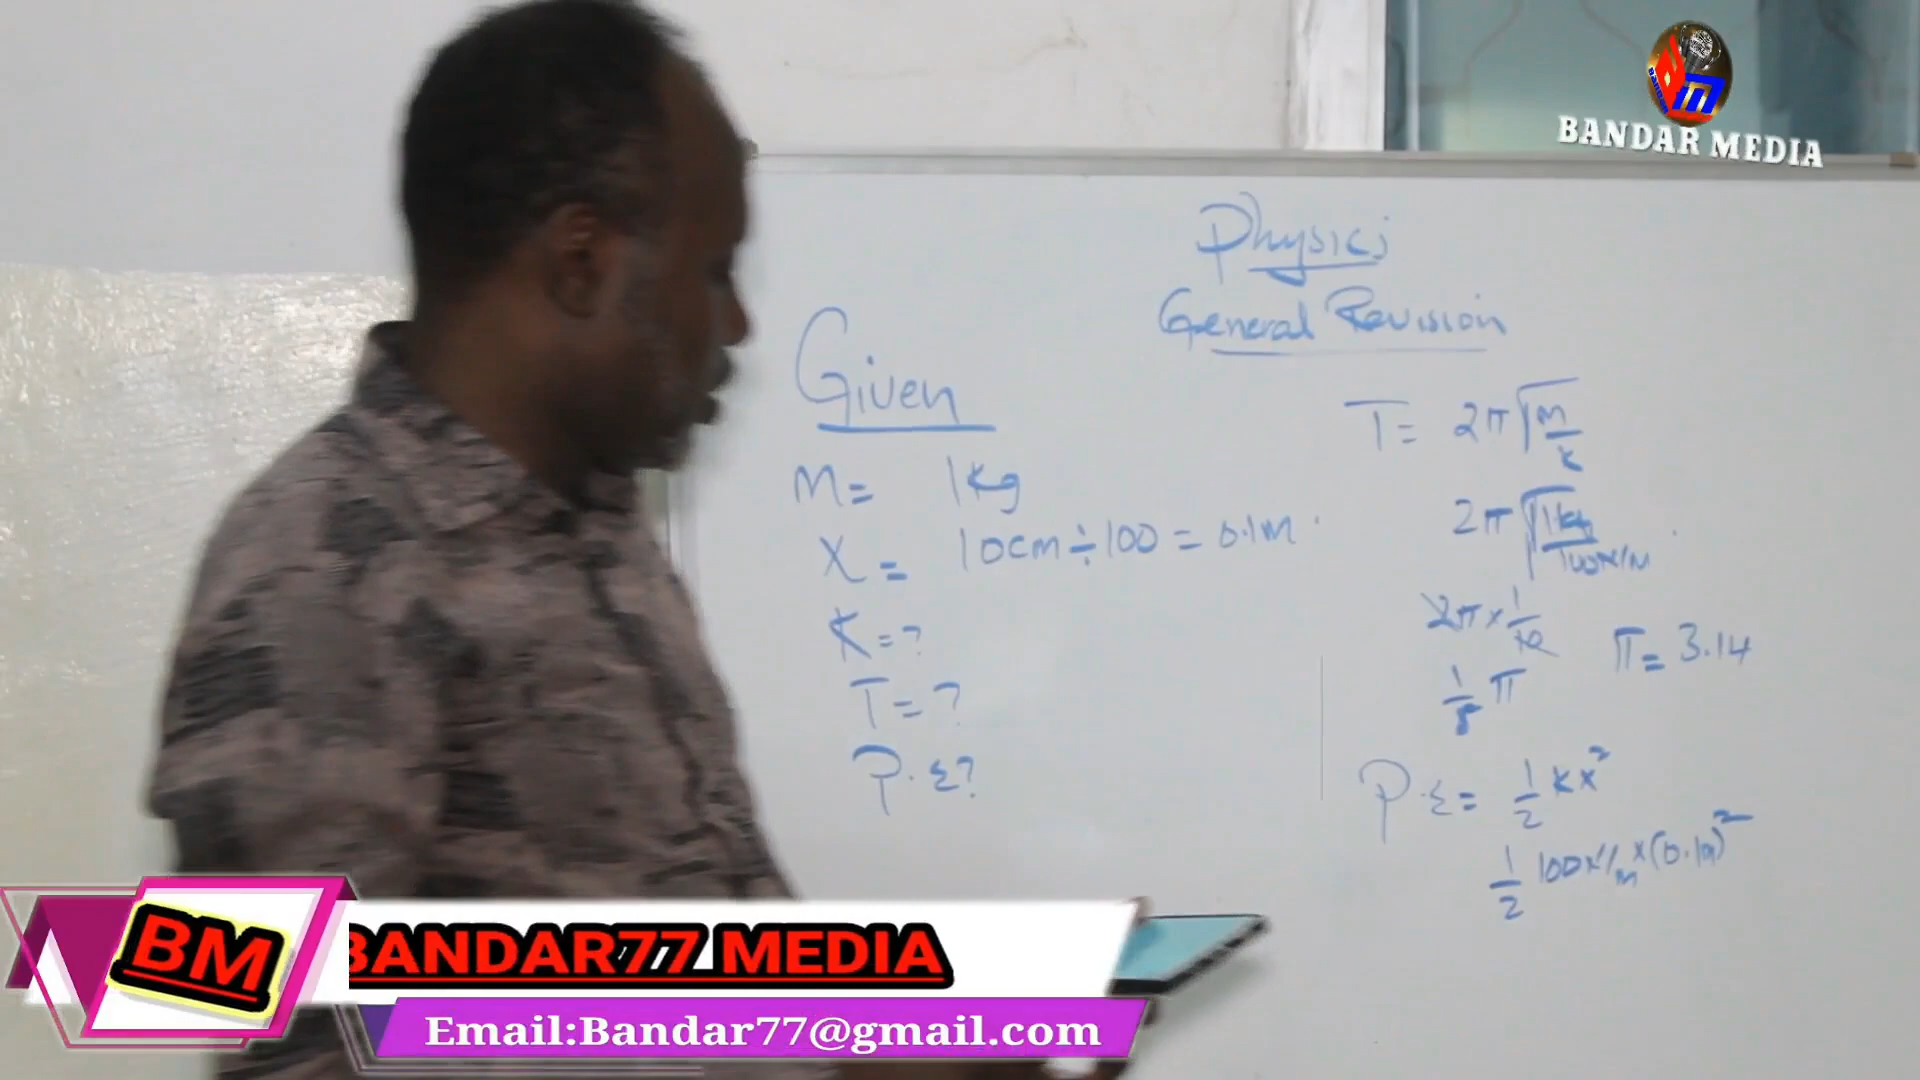 BANDAR MEDIA
Physics
General Revision
Given
M= 1kg
X= 10cm ÷ 100 = 0.1M
K=?
T=?
P.ε?
T= 2π√m/k
2π√1kg/100N/M
2π×1/10
π= 3.14
1/5 π
P.ε= 1/2 kx²
1/2 100N/M×(0.1M)²
BM
BANDAR77 MEDIA
Email:Bandar77@gmail.com